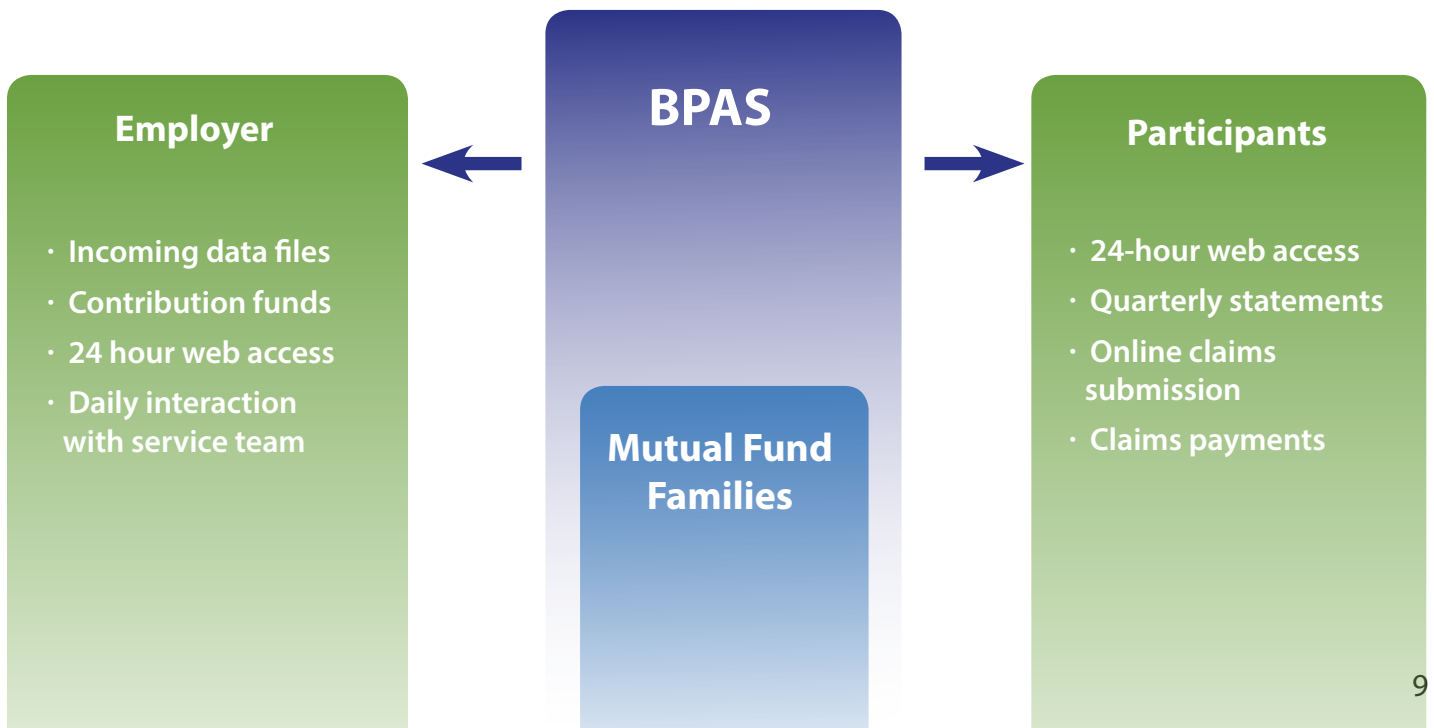 Employer
· Incoming data files
· Contribution funds
· 24 hour web access
· Daily interaction
with service team
BPAS
Mutual Fund
Families
Participants
· 24-hour web access
· Quarterly statements
· Online claims
submission
· Claims payments
9